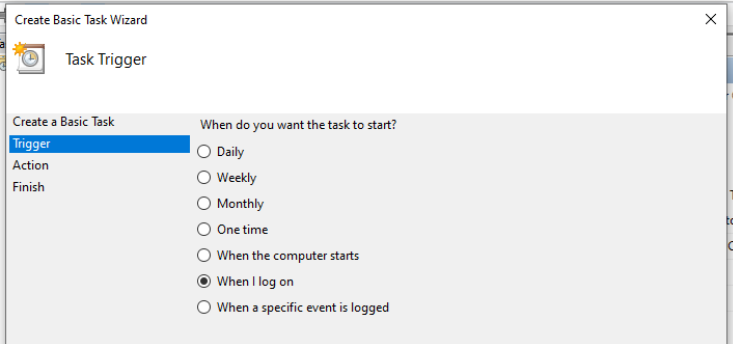 Create Basic Task Wizard
Task Trigger
Create a Basic Task
Trigger
Action
Finish
When do you want the task to start?
Daily
Weekly
Monthly
One time
When the computer starts
When I log on
When a specific event is logged